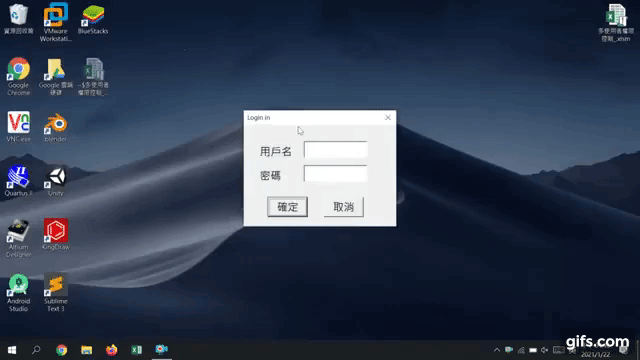 資源回收筒
VMware
Workstati...
BlueStacks
多使用者權
限控制_.xlsm
Google
Chrome
Google 雲端
硬碟
~$多使用者
權限控制_...
VNC.exe
blender
Quartus II
Unity
Altium
Designer
KingDraw
Android
Studio
Sublime
Text 3
Login in
用戶名
密碼
確定
取消
2021/1/22
gifs.com